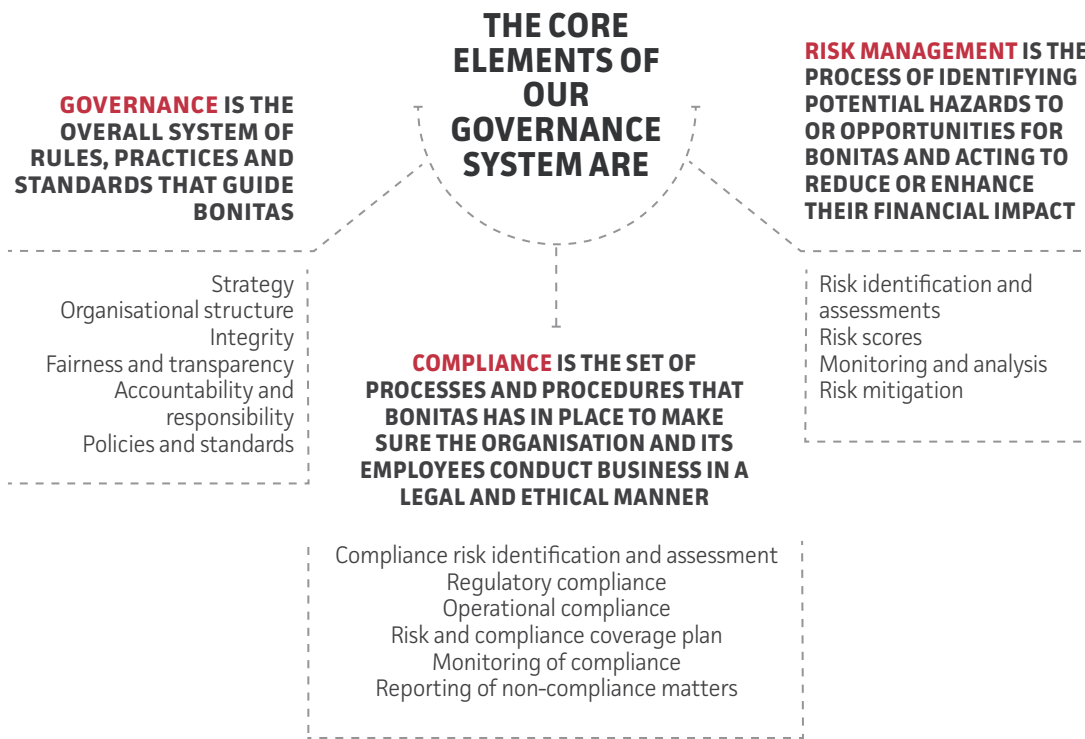 THE CORE
ELEMENTS OF
OUR
GOVERNANCE
SYSTEM ARE
GOVERNANCE IS THE
OVERALL SYSTEM OF
RULES, PRACTICES AND
STANDARDS THAT GUIDE
BONITAS
Strategy
Organisational structure
Integrity
Fairness and transparency
Accountability and
responsibility
Policies and standards
COMPLIANCE IS THE SET OF
PROCESSES AND PROCEDURES THAT
BONITAS HAS IN PLACE TO MAKE
SURE THE ORGANISATION AND ITS
EMPLOYEES CONDUCT BUSINESS IN A
LEGAL AND ETHICAL MANNER
Compliance risk identification and assessment
Regulatory compliance
Operational compliance
Risk and compliance coverage plan
Monitoring of compliance
Reporting of non-compliance matters
RISK MANAGEMENT IS THE
PROCESS OF IDENTIFYING
POTENTIAL HAZARDS TO
OR OPPORTUNITIES FOR
BONITAS AND ACTING TO
REDUCE OR ENHANCE
THEIR FINANCIAL IMPACT
Risk identification and
assessments
Risk scores
Monitoring and analysis
Risk mitigation